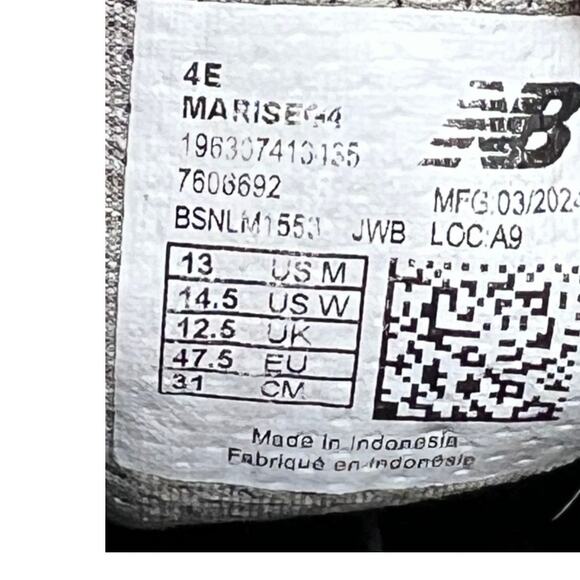 4E
NB
MARISEG4
7606692
MFG:03/2024
BSNLM1553 JWB LOC:A9
13 US M
14.5 US W
12.5 UK
47.5 EU
31 CM
Made in Indonesia
Fabriqué en Indonésie